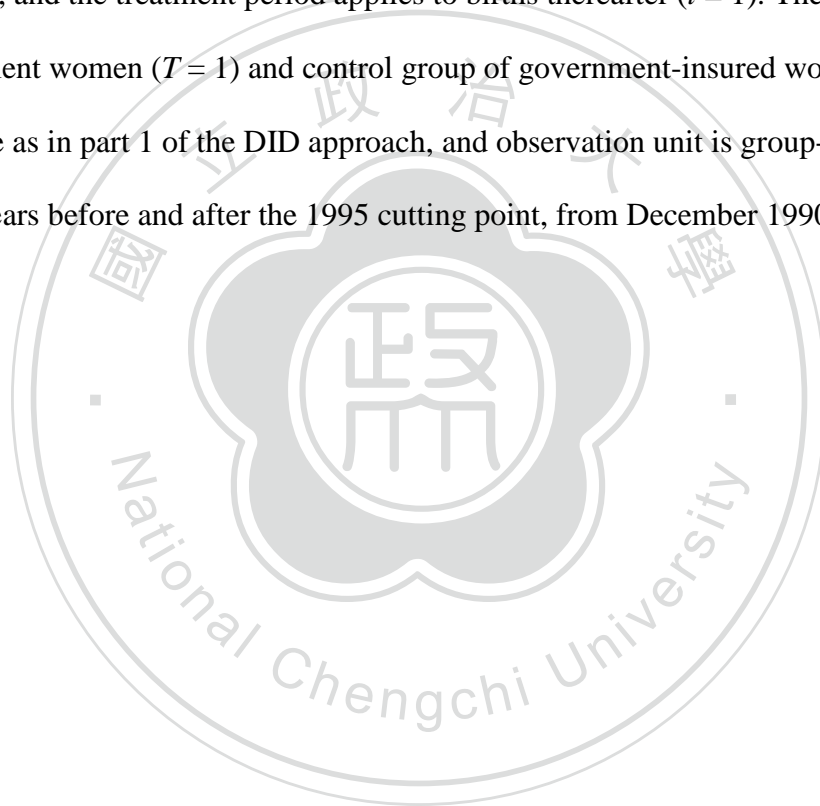 , and the treatment period applies to births thereafter (t = 1). The
ent women (T = 1) and control group of government-insured wo
e as in part 1 of the DID approach, and observation unit is group-
ears before and after the 1995 cutting point, from December 1990
國立政治大學
政
National Chengchi University